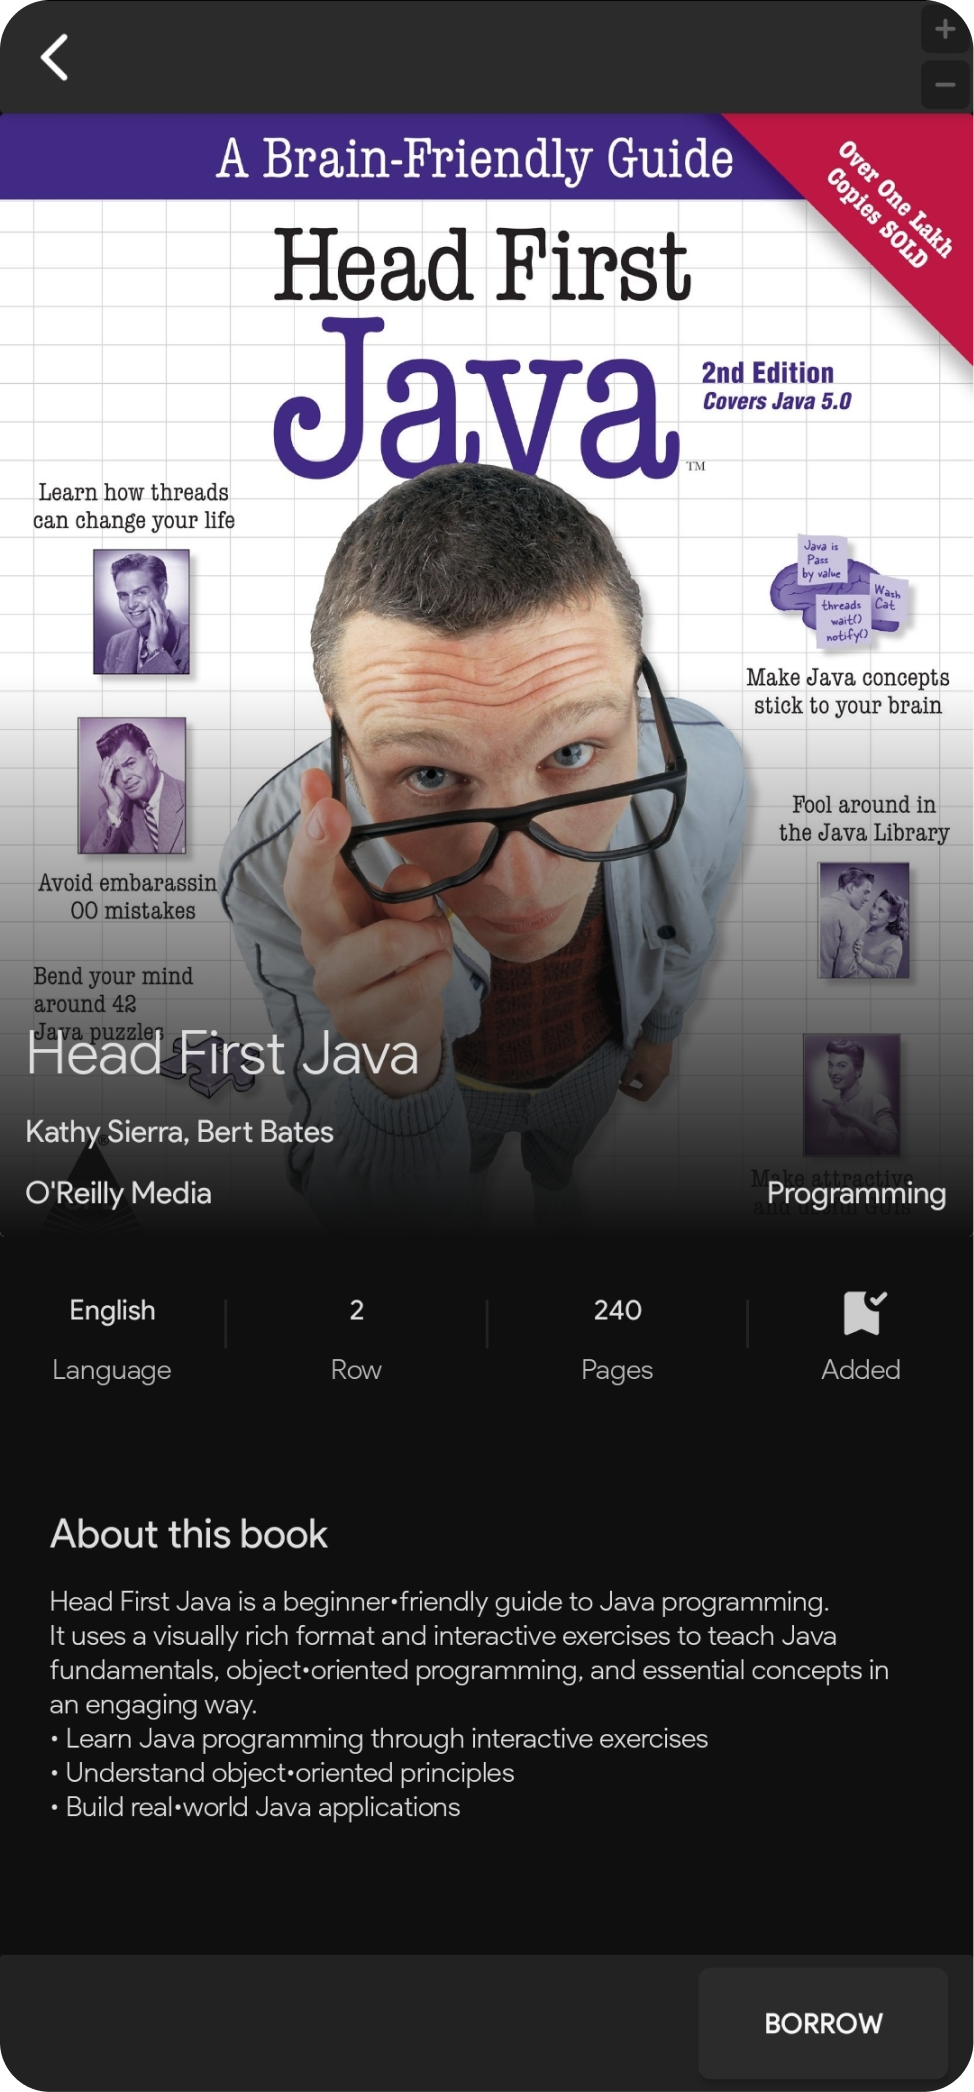 A Brain-Friendly Guide
Over One Lakh
Copies SOLD
Head First
Java
2nd Edition
Covers Java 5.0
TM
Learn how threads
can change your life
Java is
Pass
by value
Wash
Cat
threads
wait()
notify()
Make Java concepts
stick to your brain
Fool around in
the Java Library
Avoid embarassin
OO mistakes
Bend your mind
around 42
Java puzzles
Head First Java
Kathy Sierra, Bert Bates
Make attractive
and useful GUIs
O'Reilly Media
Programming
English
Language
2
Row
240
Pages
Added
About this book
Head First Java is a beginner•friendly guide to Java programming.
It uses a visually rich format and interactive exercises to teach Java
fundamentals, object•oriented programming, and essential concepts in
an engaging way.
• Learn Java programming through interactive exercises
• Understand object•oriented principles
• Build real•world Java applications
BORROW